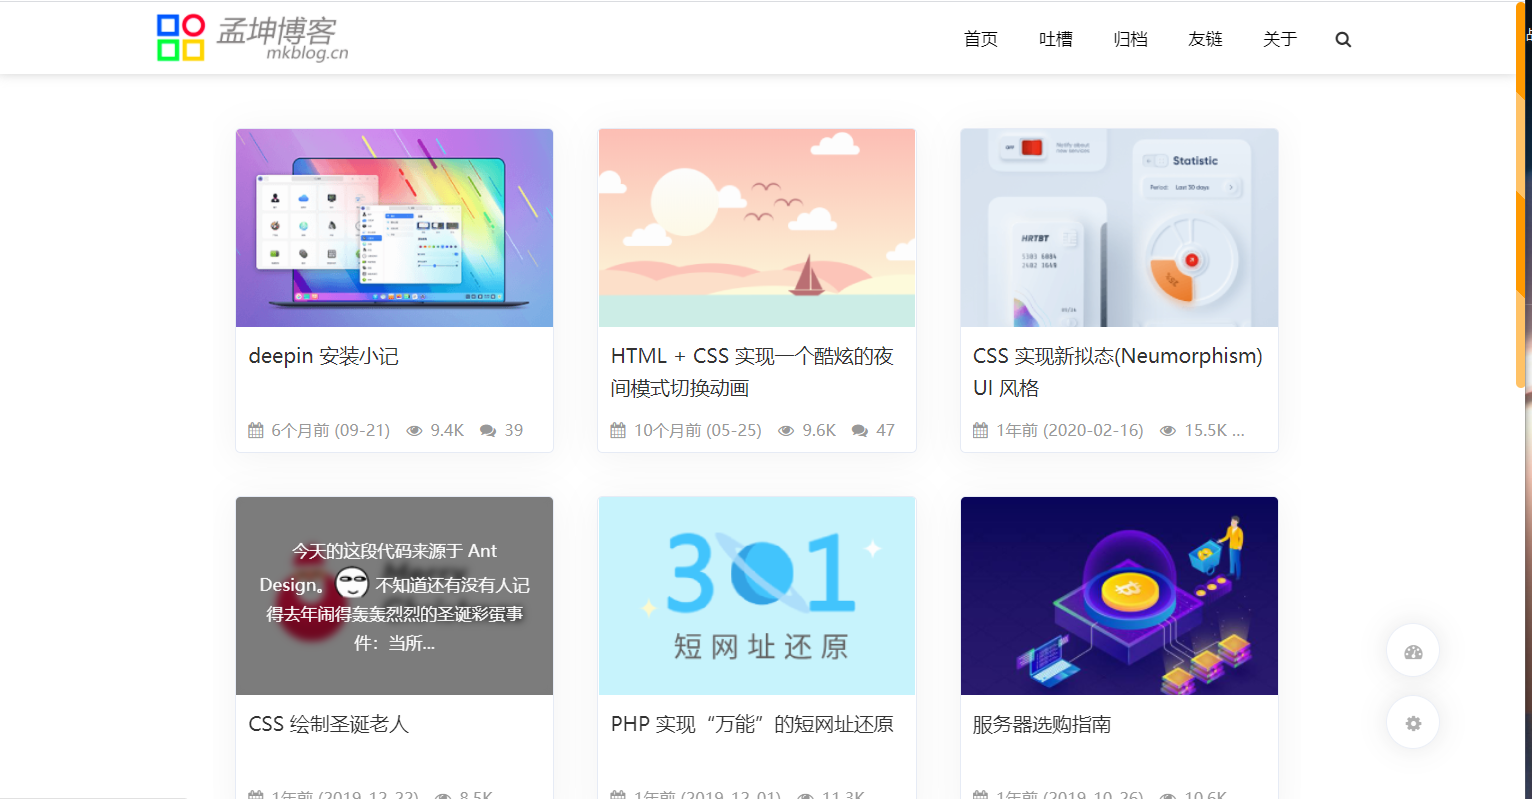 孟坤博客
mkblog.cn
首页 吐槽 归档 友链 关于
OFF
Notify about
new services
Statistic
Period: Last 30 days
HRTBT
25%
deepin 安装小记
HTML + CSS 实现一个酷炫的夜
间模式切换动画
CSS 实现新拟态(Neumorphism)
UI 风格
6个月前 (09-21) 9.4K 39
10个月前 (05-25) 9.6K 47
1年前 (2020-02-16) 15.5K ...
今天的这段代码来源于 Ant
Design。 不知道还有没有人记
得去年闹得轰轰烈烈的圣诞彩蛋事
件：当所...
301
短网址还原
CSS 绘制圣诞老人
PHP 实现“万能”的短网址还原
服务器选购指南
1年前 (2019-12-22) 8.5K
1年前 (2019-12-01) 11.3K
1年前 (2019-10-26) 10.6K